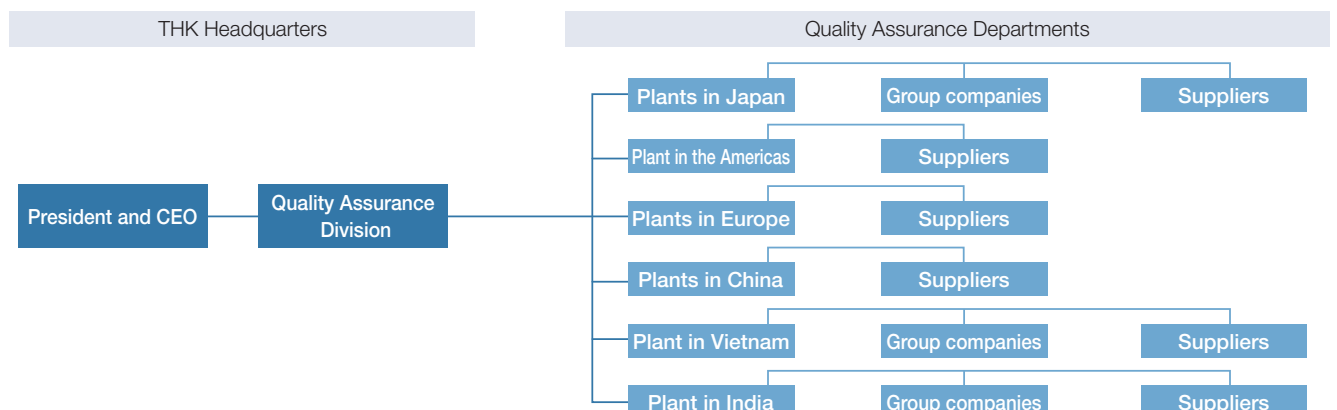 THK Headquarters
Quality Assurance Departments
President and CEO
Quality Assurance
Division
Plants in Japan
Group companies
Suppliers
Plant in the Americas
Suppliers
Plants in Europe
Suppliers
Plants in China
Suppliers
Plant in Vietnam
Group companies
Suppliers
Plant in India
Group companies
Suppliers